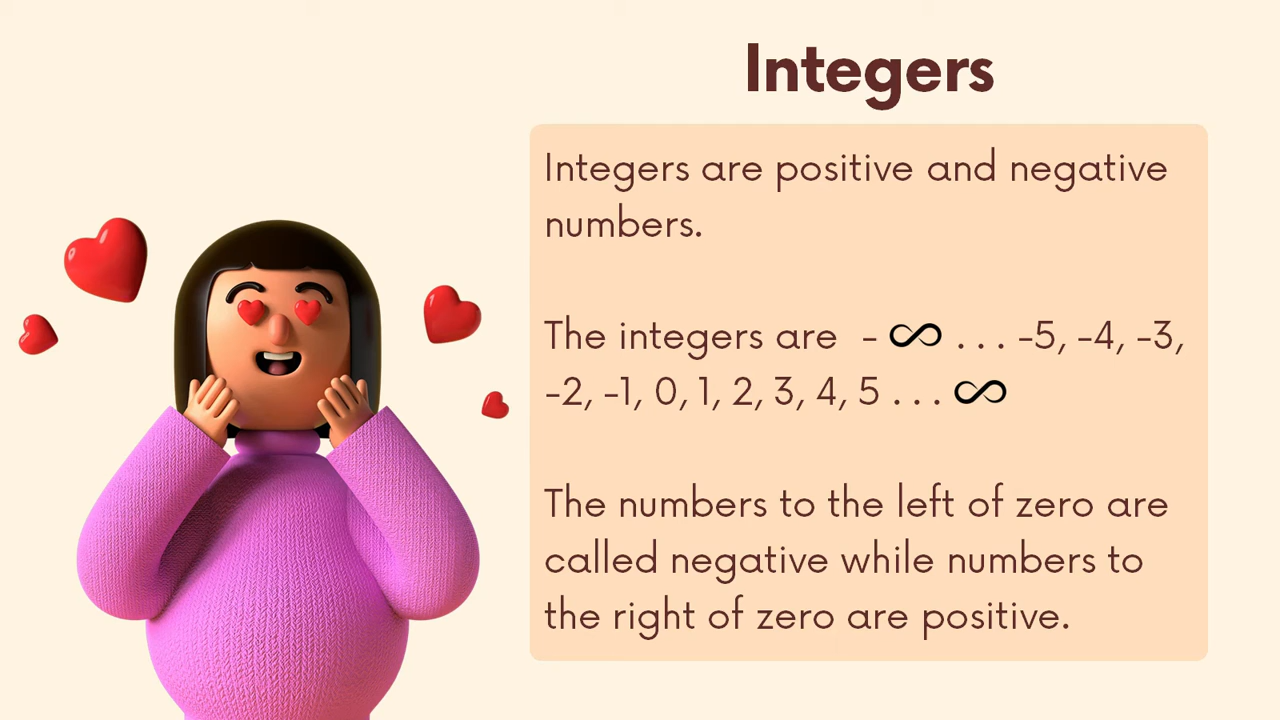 Integers
Integers are positive and negative
numbers.
The integers are - ∞ . . . -5, -4, -3,
-2, -1, 0, 1, 2, 3, 4, 5 . . . ∞
The numbers to the left of zero are
called negative while numbers to
the right of zero are positive.